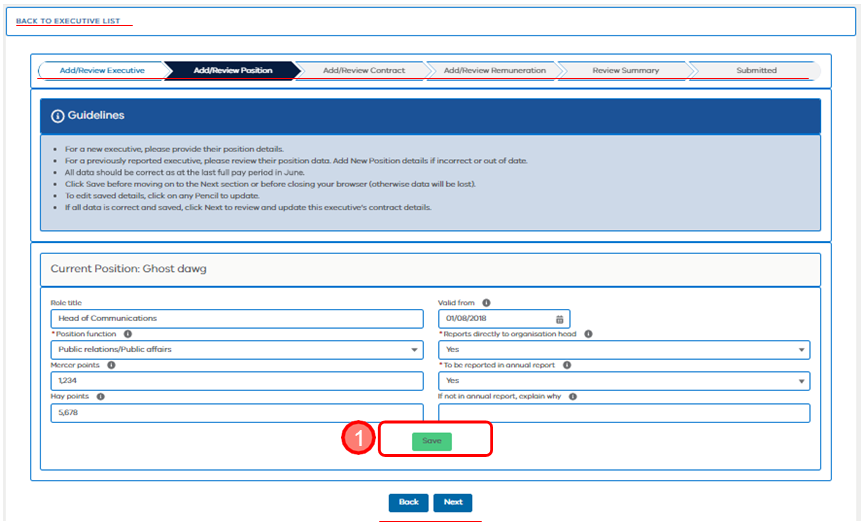 BACK TO EXECUTIVE LIST
Add/Review Executive
Add/Review Position
Add/Review Contract
Add/Review Remuneration
Review Summary
Submitted
Guidelines
For a new executive, please provide their position details.
For a previously reported executive, please review their position data. Add New Position details if incorrect or out of date.
All data should be correct as at the last full pay period in June.
Click Save before moving on to the Next section or before closing your browser (otherwise data will be lost).
To edit saved details, click on any Pencil to update.
If all data is correct and saved, click Next to review and update this executive's contract details.
Current Position: Ghost dawg
Role title
Head of Communications
Valid from
01/08/2018
*Position function
Public relations/Public affairs
*Reports directly to organisation head
Yes
Mercer points
1,234
*To be reported in annual report
Yes
Hay points
5,678
If not in annual report, explain why
1
Save
Back
Next